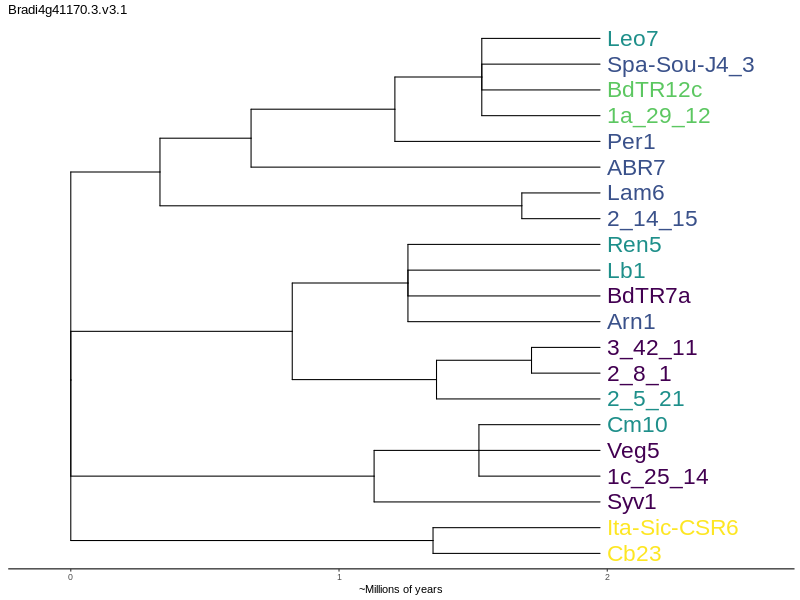 Bradi4g41170.3.v3.1
Leo7
Spa-Sou-J4_3
BdTR12c
1a_29_12
Per1
ABR7
Lam6
2_14_15
Ren5
Lb1
BdTR7a
Arn1
3_42_11
2_8_1
2_5_21
Cm10
Veg5
1c_25_14
Syv1
Ita-Sic-CSR6
Cb23
0 1 2
~Millions of years